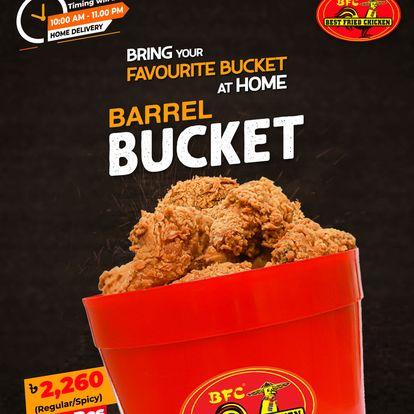 Timing
10:00 AM - 11.00 PM
HOME DELIVERY
BFC
BEST FRIED CHICKEN
BRING YOUR
FAVOURITE BUCKET
AT HOME
BARREL
BUCKET
৳ 2,260
(Regular/Spicy)
BFC